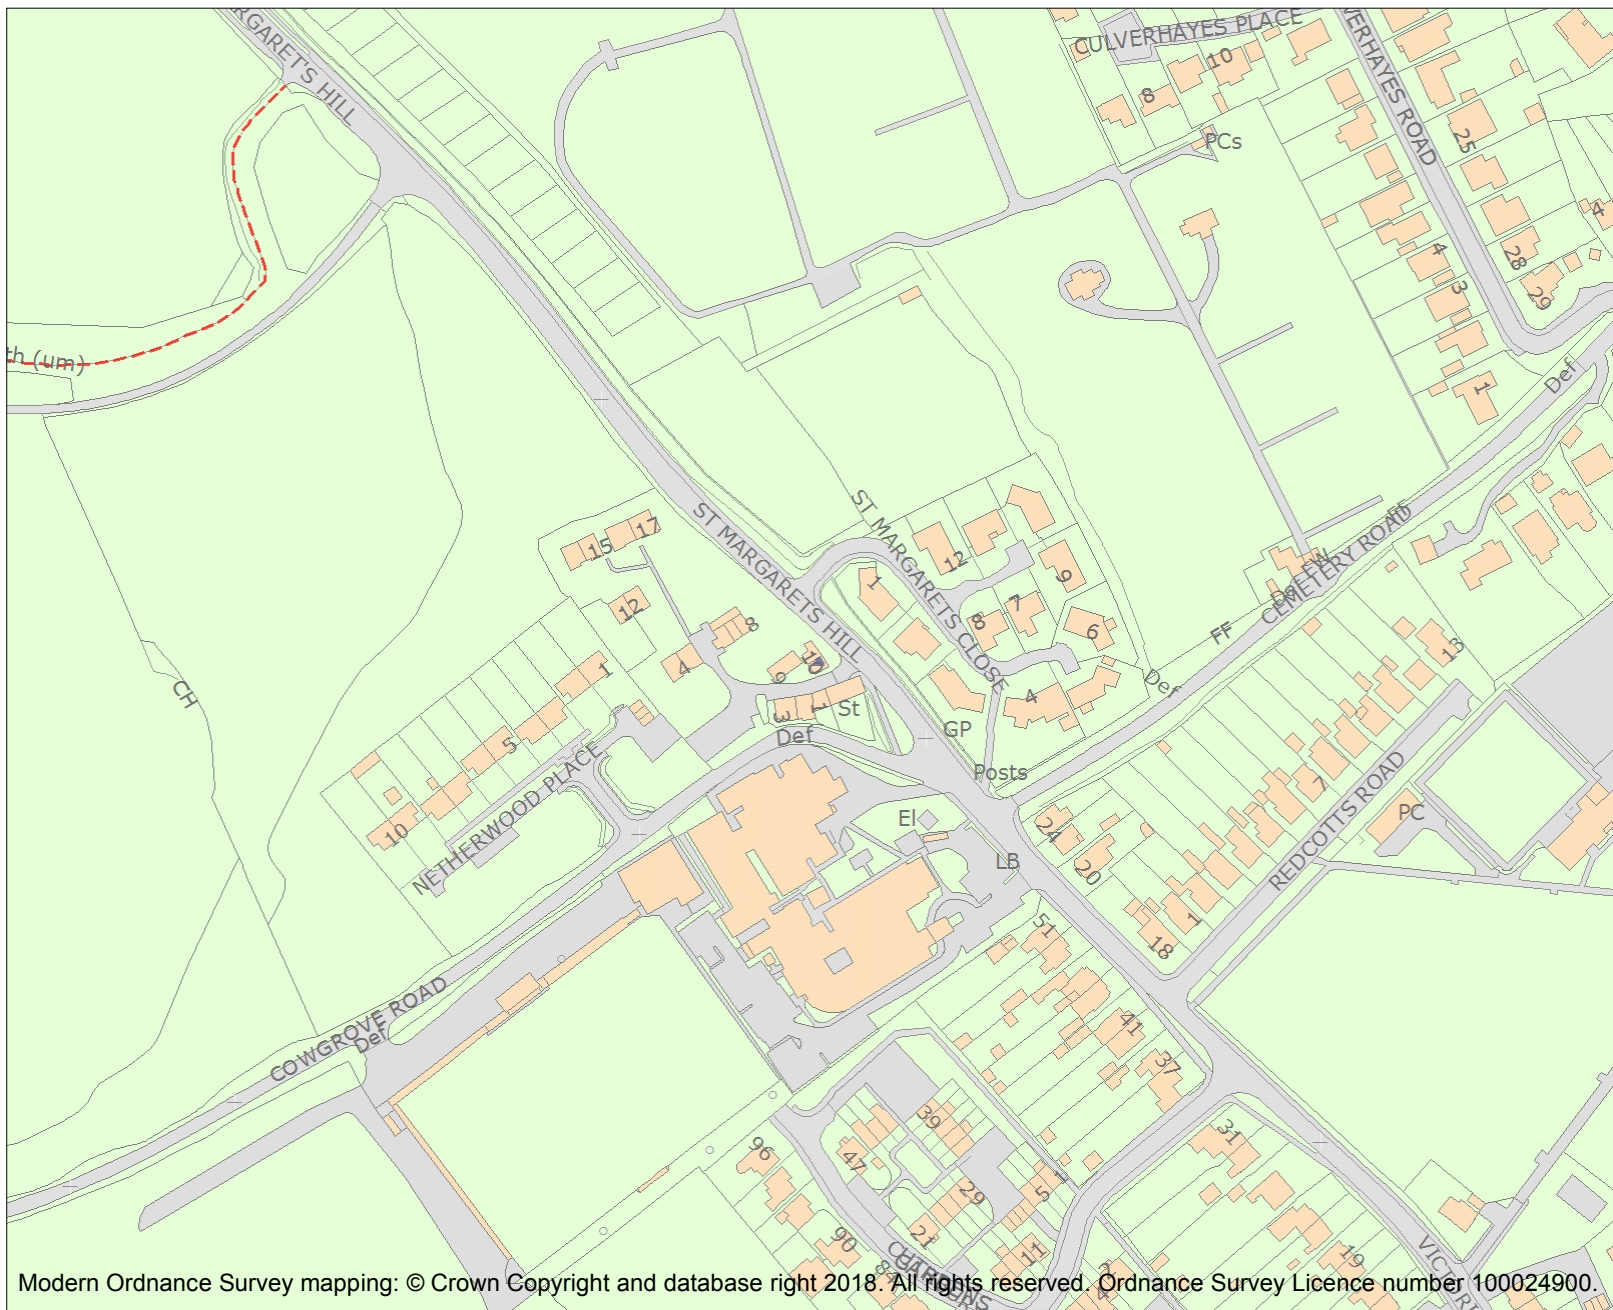 RGARET'S HILL
CULVERHAYES PLACE
VERHAYES ROAD
10
8
PCs
25
4
28
29
4
3
1
th (um)
Def
ST MARGARETS HILL
ST MARGARETS CLOSE
17
15
12
12
1
9
7
8
6
4
CEMETERY ROAD
FF
Def
8
10
9
4
1
3
1
St
Def
GP
Posts
CH
5
10
NETHERWOOD PLACE
El
LB
24
20
18
1
7
13
REDCOTTS ROAD
PC
51
41
37
31
19
COWGROVE ROAD
Def
39
47
29
21
5
1
11
96
90
Modern Ordnance Survey mapping: © Crown Copyright and database right 2018. All rights reserved. Ordnance Survey Licence number 100024900.